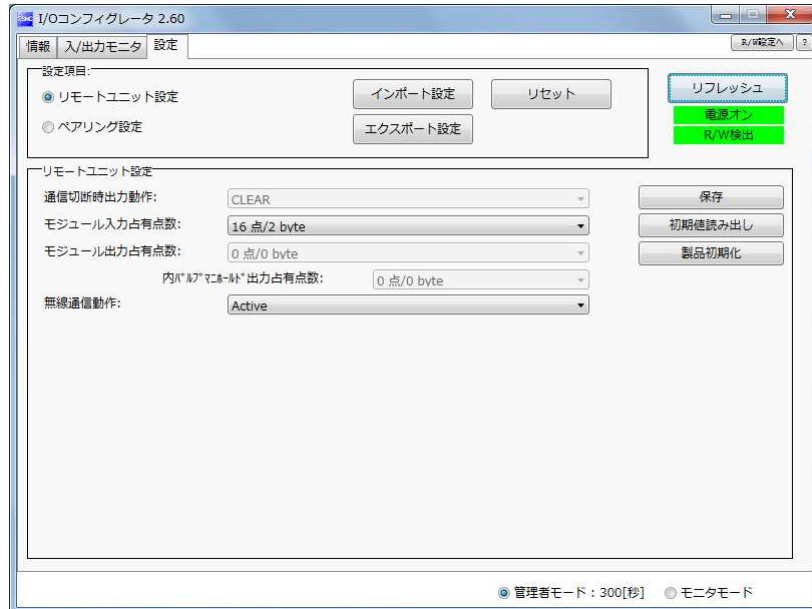 I/Oコンフィグレータ 2.60
情報 入/出力モニタ 設定 R/W設定へ ?
設定項目:
リモートユニット設定 インポート設定 リセット リフレッシュ
電源オン
ペアリング設定 エクスポート設定 R/W検出
リモートユニット設定
通信切断時出力動作: CLEAR 保存
モジュール入力占有点数: 16 点/2 byte 初期値読み出し
モジュール出力占有点数: 0 点/0 byte 製品初期化
内ﾊﾞﾙﾌﾞﾏﾆﾎｰﾙﾄﾞ出力占有点数: 0 点/0 byte
無線通信動作: Active
管理者モード：300[秒] モニタモード